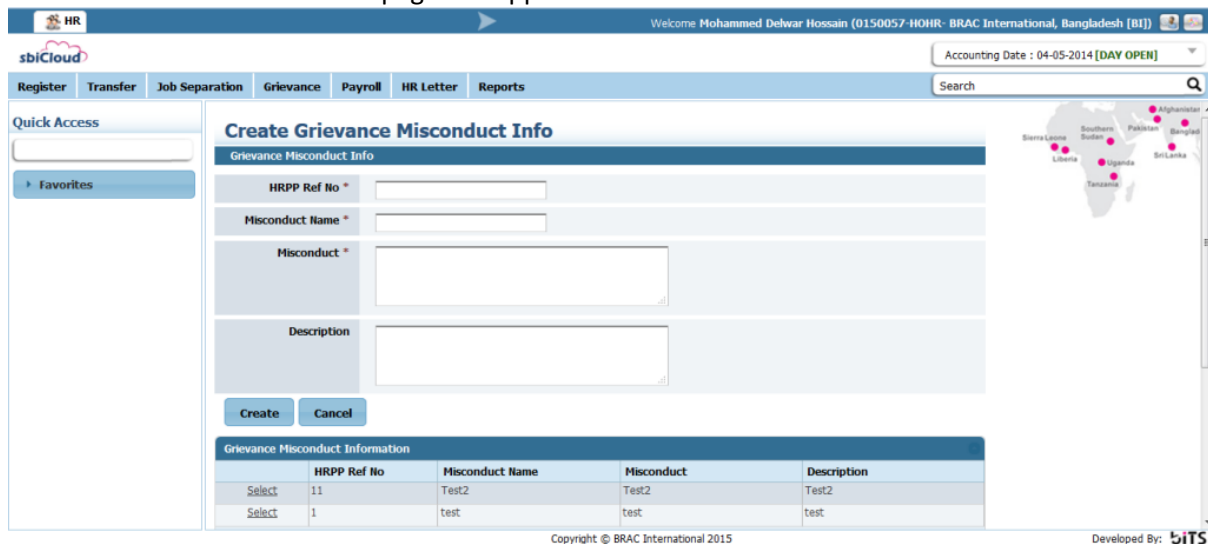 HR
Welcome Mohammed Delwar Hossain (0150057-HOHR- BRAC International, Bangladesh [BI])
sbiCloud
Accounting Date : 04-05-2014 [DAY OPEN]
Register Transfer Job Separation Grievance Payroll HR Letter Reports
Search
Quick Access
Favorites
Create Grievance Misconduct Info
Grievance Misconduct Info
HRPP Ref No *
Misconduct Name *
Misconduct *
Description
Create Cancel
Grievance Misconduct Information
HRPP Ref No Misconduct Name Misconduct Description
Select 11 Test2 Test2 Test2
Select 1 test test test
Afghanistar
Southern Pakistan Banglad
Sierra Leone Sudan
Liberia Uganda SriLanka
Tanzania
Copyright © BRAC International 2015
Developed By: biTS